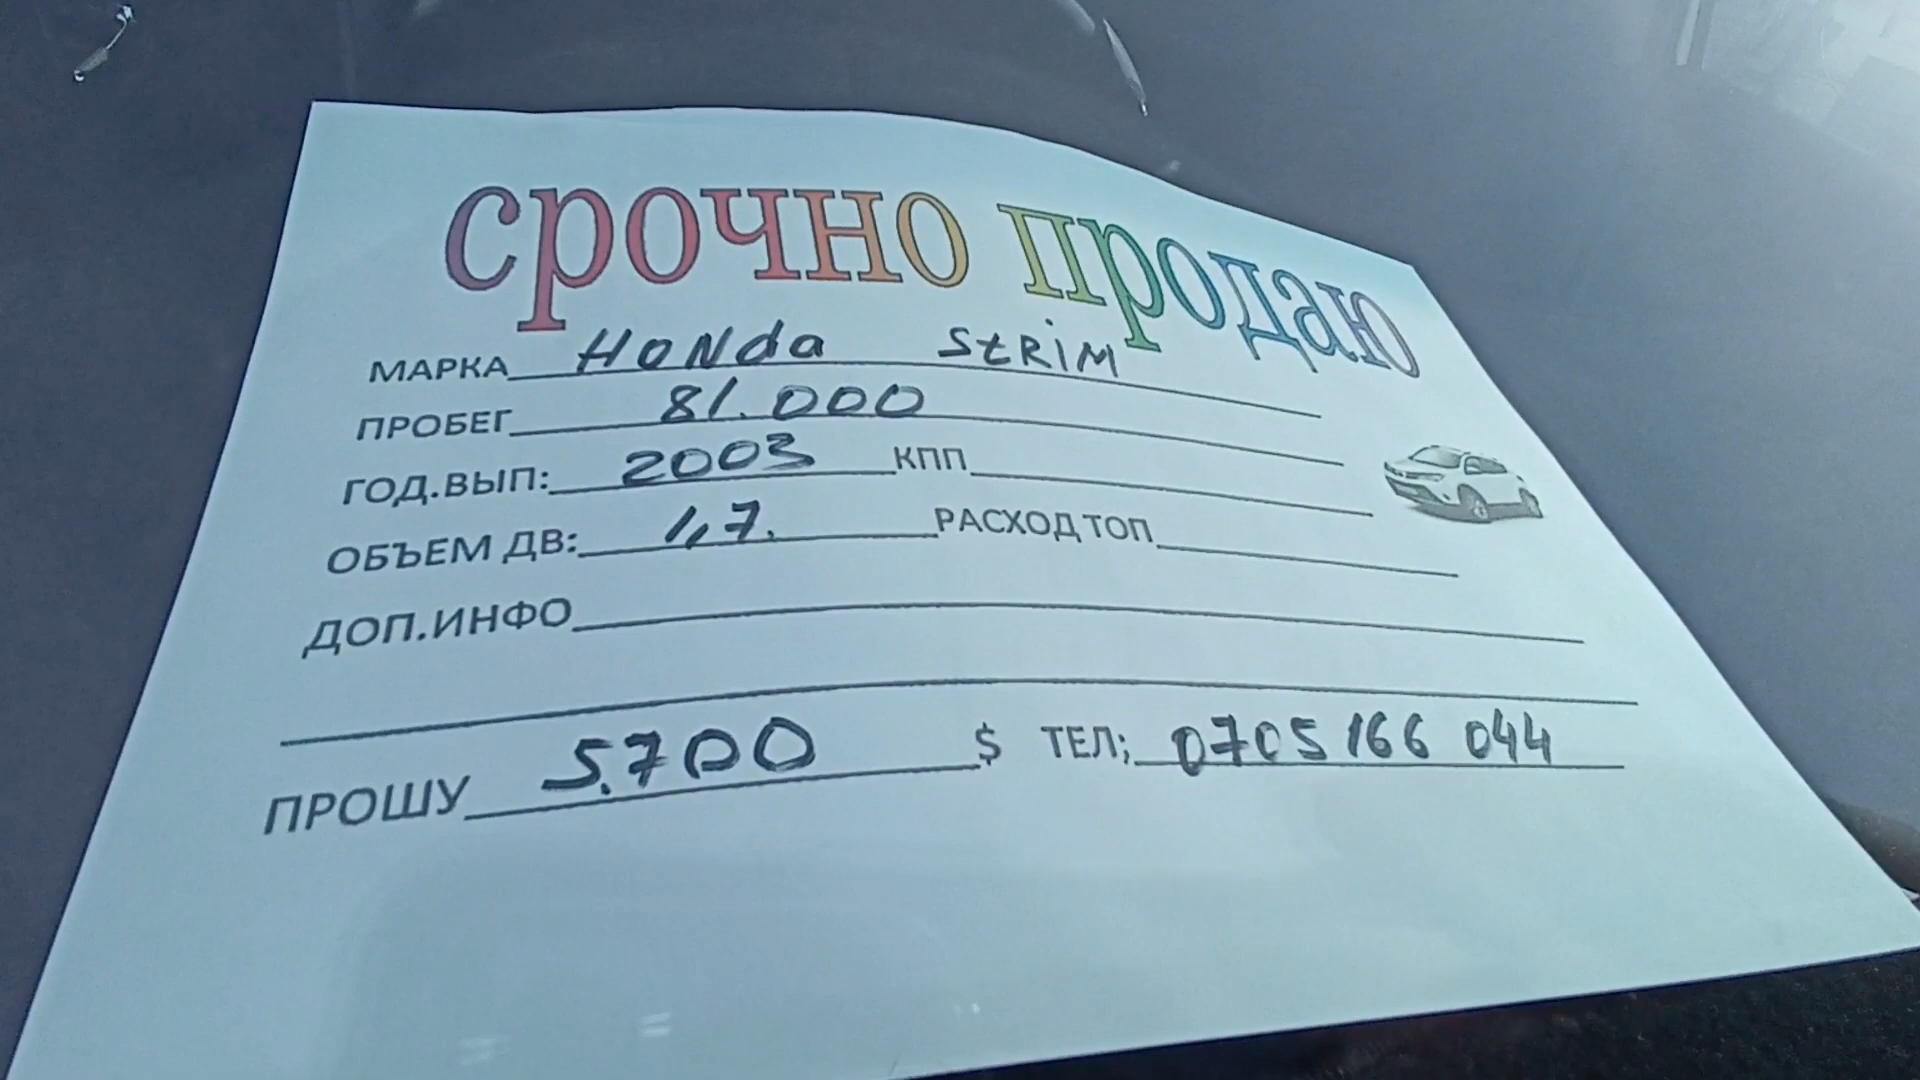 срочно продаю
МАРКА HONda StRiM
ПРОБЕГ 81.000
ГОД.ВЫП: 2003 КПП
ОБЪЕМ ДВ: 1,7. РАСХОД ТОП
ДОП.ИНФО
ПРОШУ 5.700 $ ТЕЛ; 0705 166 044